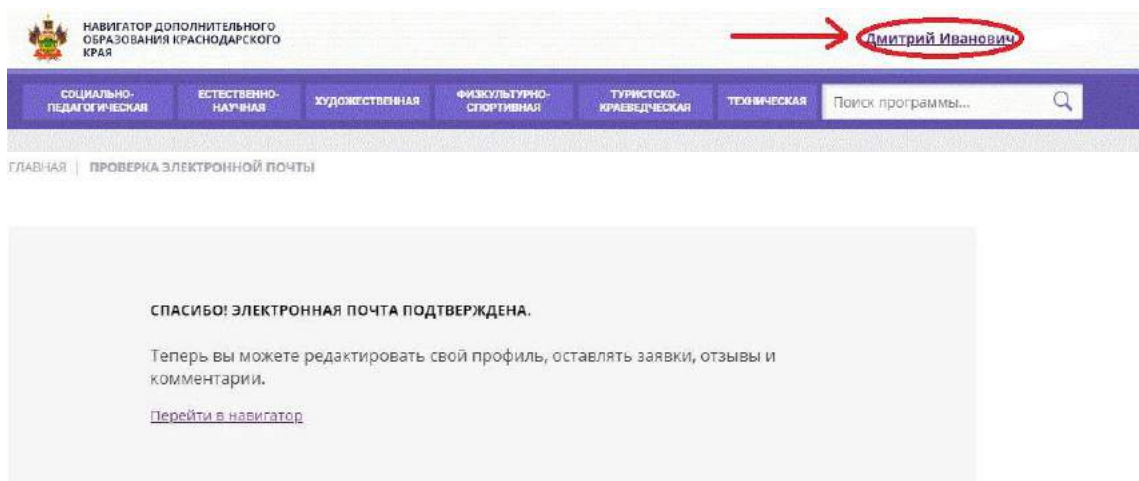 НАВИГАТОР ДОПОЛНИТЕЛЬНОГО
ОБРАЗОВАНИЯ КРАСНОДАРСКОГО
КРАЯ
Дмитрий Иванович
СОЦИАЛЬНО-
ПЕДАГОГИЧЕСКАЯ
ЕСТЕСТВЕННО-
НАУЧНАЯ
ХУДОЖЕСТВЕННАЯ
ФИЗКУЛЬТУРНО-
СПОРТИВНАЯ
ТУРИСТСКО-
КРАЕВЕДЧЕСКАЯ
ТЕХНИЧЕСКАЯ
Поиск программы...
ГЛАВНАЯ | ПРОВЕРКА ЭЛЕКТРОННОЙ ПОЧТЫ
СПАСИБО! ЭЛЕКТРОННАЯ ПОЧТА ПОДТВЕРЖДЕНА.
Теперь вы можете редактировать свой профиль, оставлять заявки, отзывы и
комментарии.
Перейти в навигатор